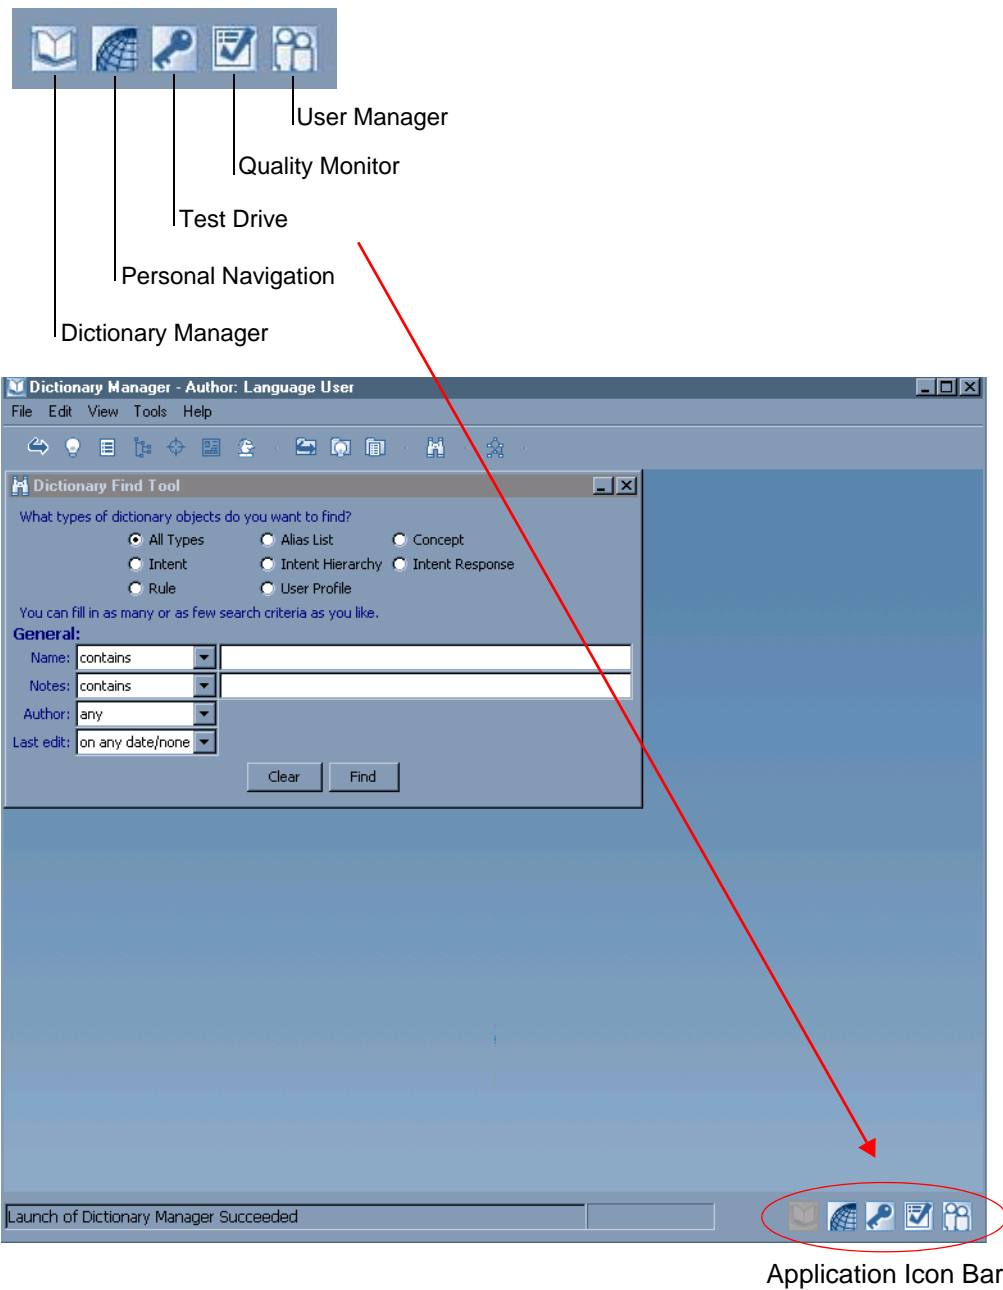 User Manager
Quality Monitor
Test Drive
Personal Navigation
Dictionary Manager
Dictionary Manager - Author: Language User
File Edit View Tools Help
Dictionary Find Tool
What types of dictionary objects do you want to find?
All Types Alias List Concept
Intent Intent Hierarchy Intent Response
Rule User Profile
You can fill in as many or as few search criteria as you like.
General:
Name: contains
Notes: contains
Author: any
Last edit: on any date/none
Clear Find
Launch of Dictionary Manager Succeeded
Application Icon Bar